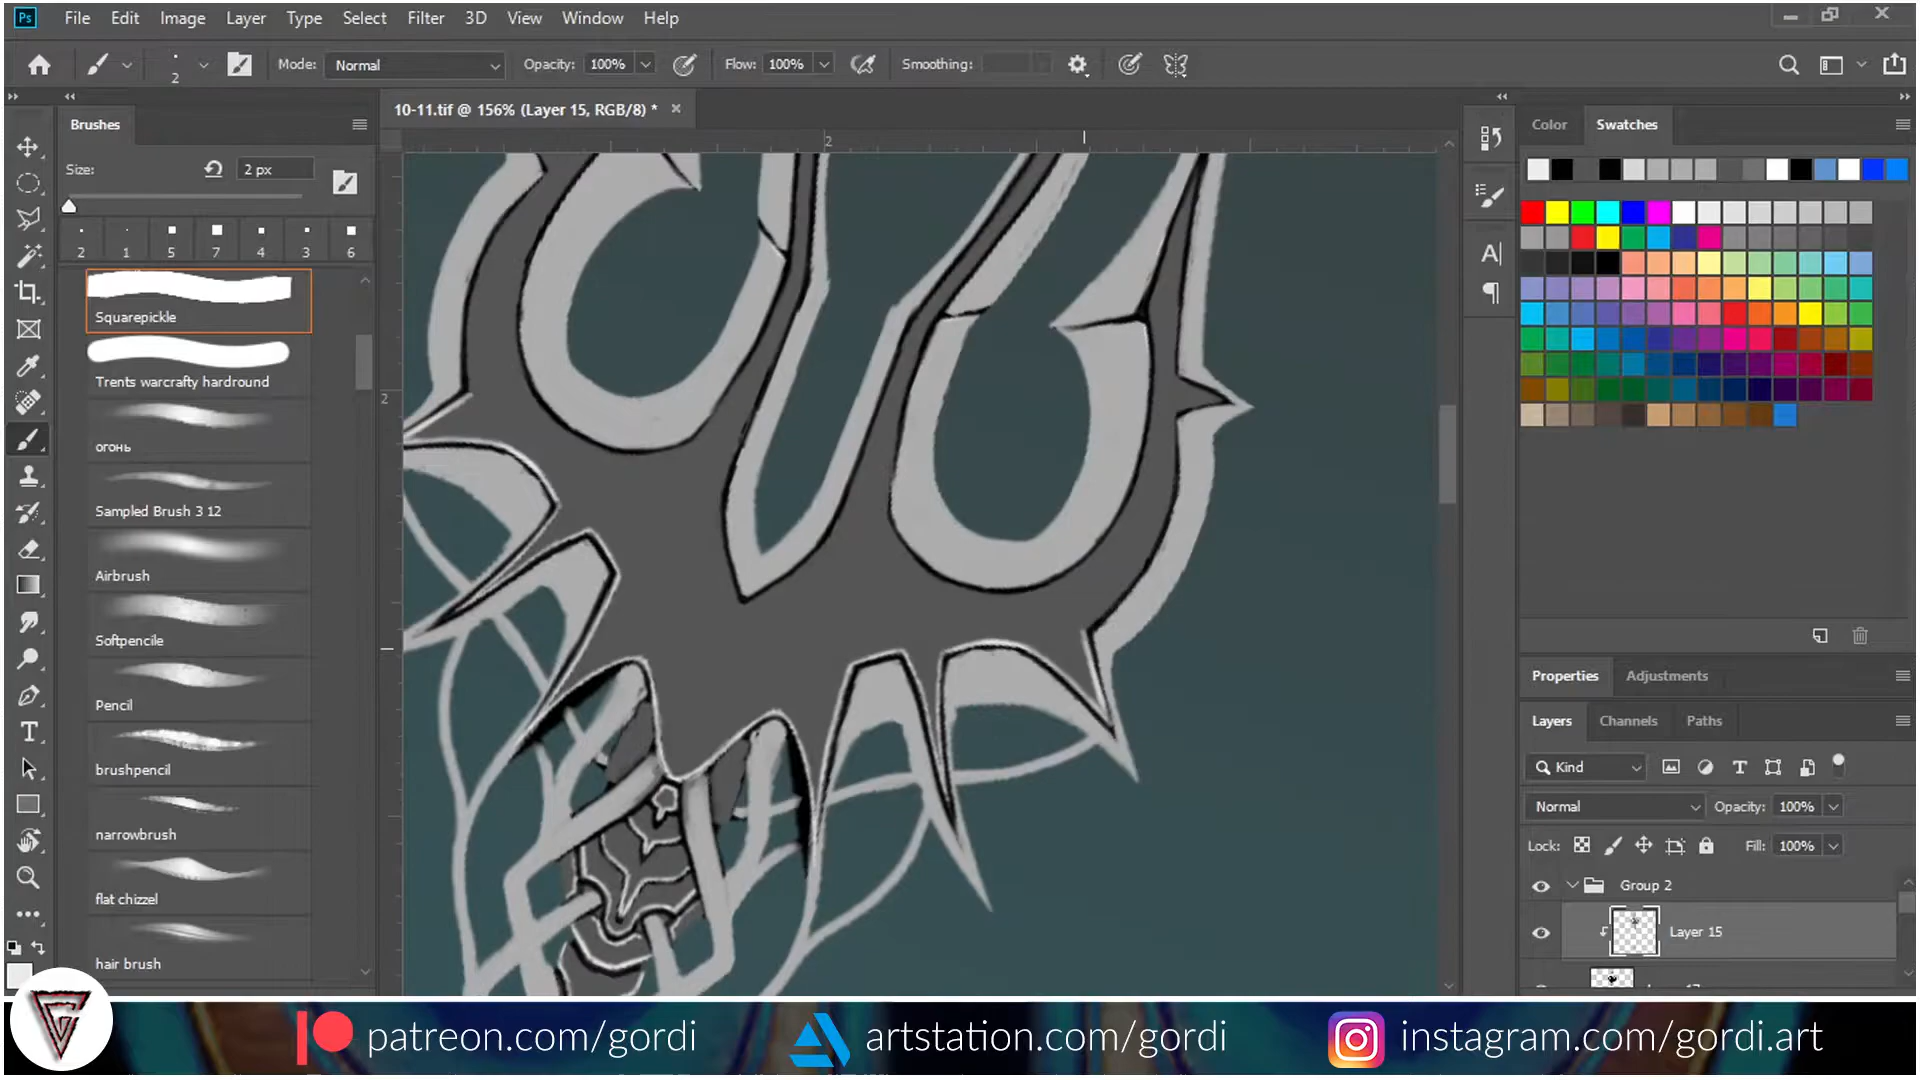 Ps File Edit Image Layer Type Select Filter 3D View Window Help
2 Mode: Normal Opacity: 100% Flow: 100% Smoothing:
10-11.tif @ 156% (Layer 15, RGB/8) * ×
Brushes
Size: 2 px
2 1 5 7 4 3 6
Squarepickle
Trents warcrafty hardround
огонь
Sampled Brush 3 12
Airbrush
Softpencile
Pencil
brushpencil
narrowbrush
flat chizzel
hair brush
2
2
Color Swatches
Properties Adjustments
Layers Channels Paths
Kind
Normal Opacity: 100%
Lock: Fill: 100%
Group 2
Layer 15
patreon.com/gordi artstation.com/gordi instagram.com/gordi.art